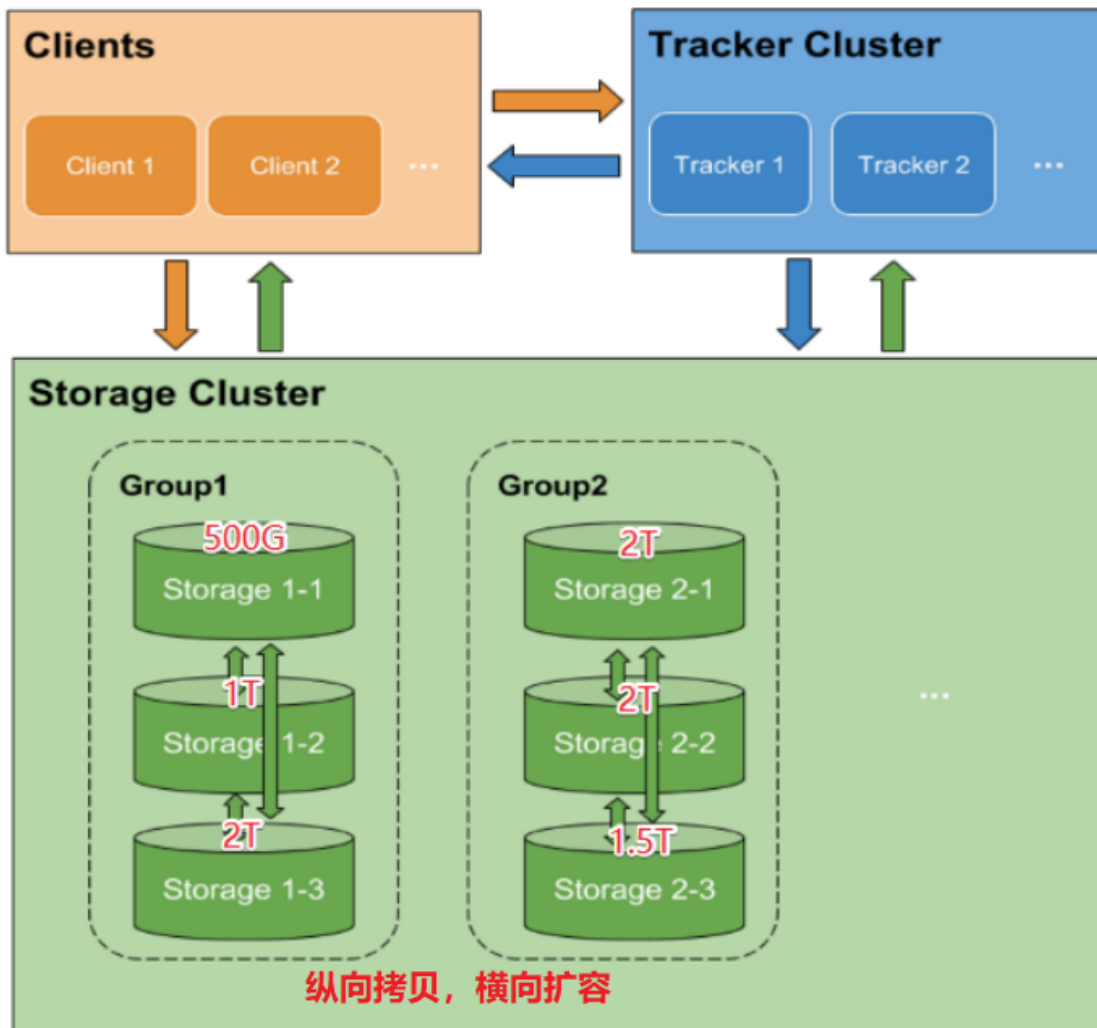 Clients
Tracker Cluster
Client 1
Client 2
...
Tracker 1
Tracker 2
...
Storage Cluster
Group1
Group2
500G
Storage 1-1
2T
Storage 2-1
1T
Storage 1-2
2T
Storage 2-2
...
2T
Storage 1-3
1.5T
Storage 2-3
纵向拷贝，横向扩容